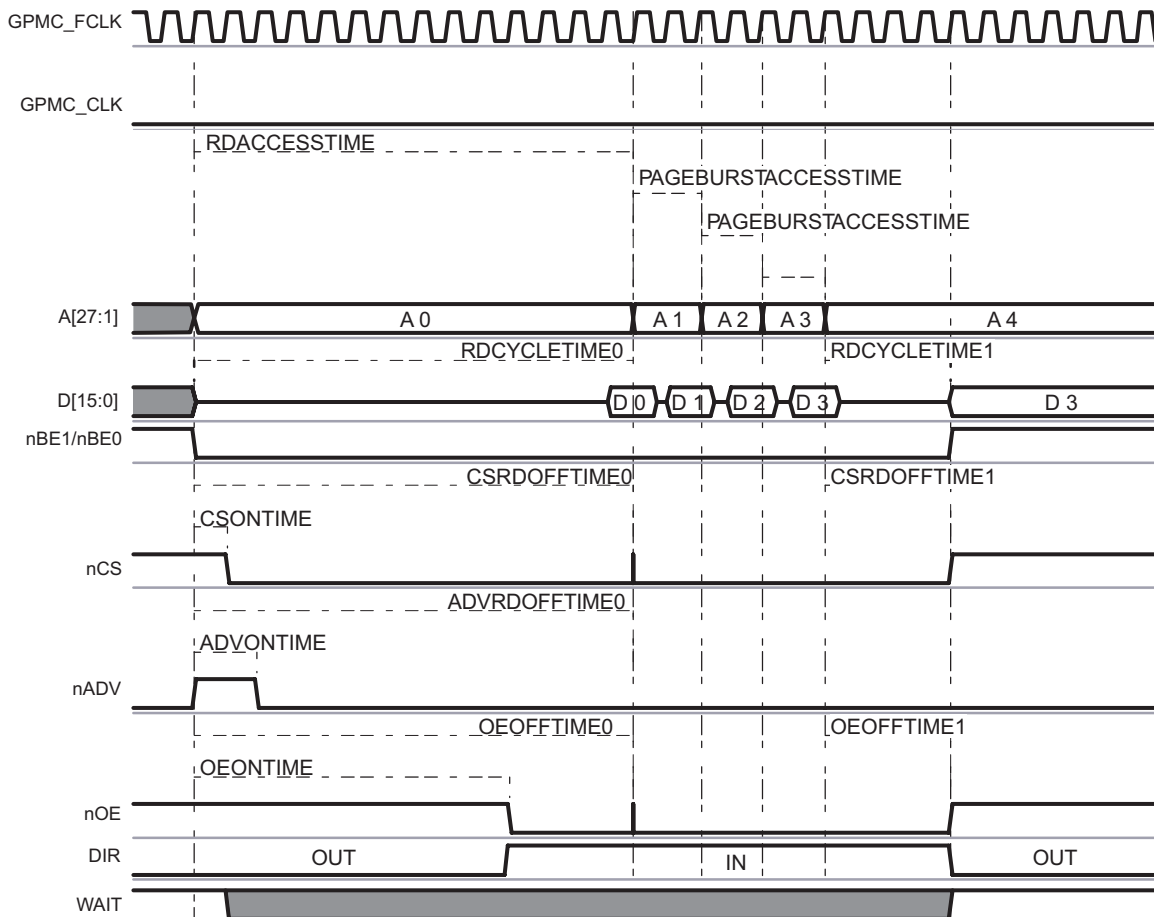 GPMC_FCLK
GPMC_CLK
RDACCESSTIME
PAGEBURSTACCESSTIME
PAGEBURSTACCESSTIME
A[27:1] A 0 A 1 A 2 A 3 A 4
RDCYCLETIME0 RDCYCLETIME1
D[15:0] D 0 D 1 D 2 D 3 D 3
nBE1/nBE0
CSRDOFFTIME0 CSRDOFFTIME1
CSONTIME
nCS
ADVRDOFFTIME0
ADVONTIME
nADV
OEOFFTIME0 OEOFFTIME1
OEONTIME
nOE
DIR OUT IN OUT
WAIT